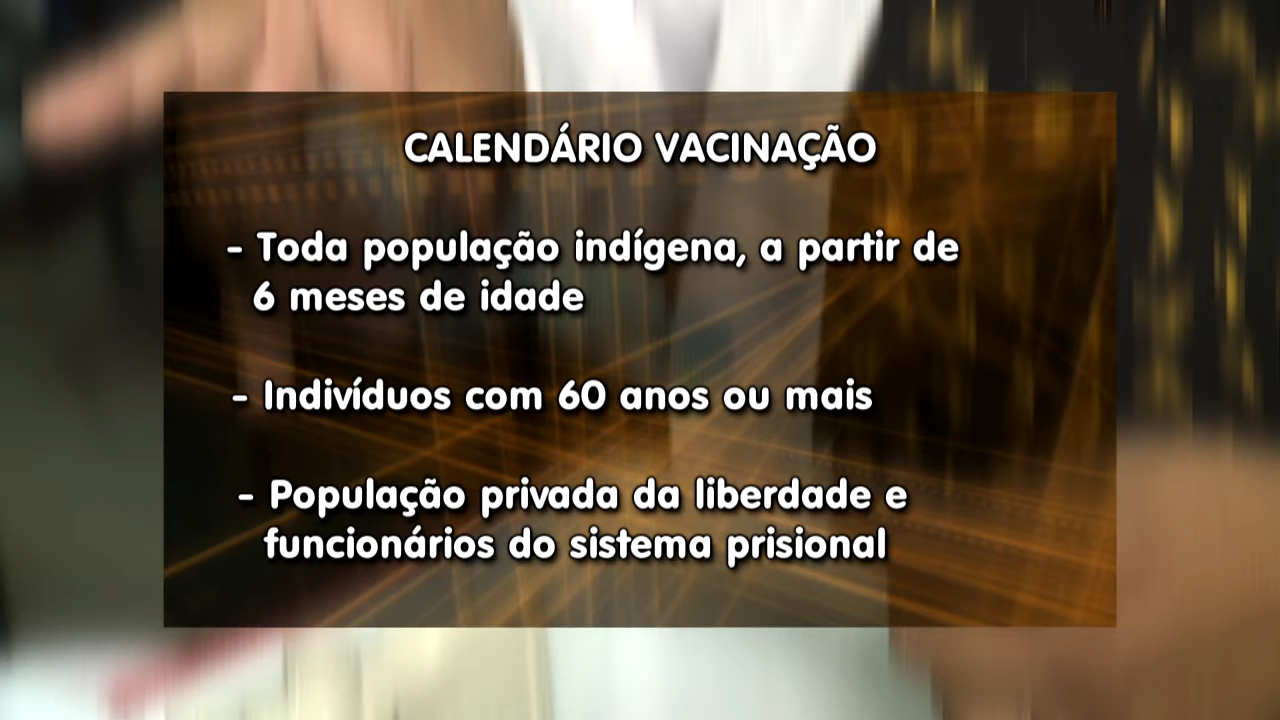 CALENDÁRIO VACINAÇÃO
- Toda população indígena, a partir de
6 meses de idade
- Indivíduos com 60 anos ou mais
- População privada da liberdade e
funcionários do sistema prisional